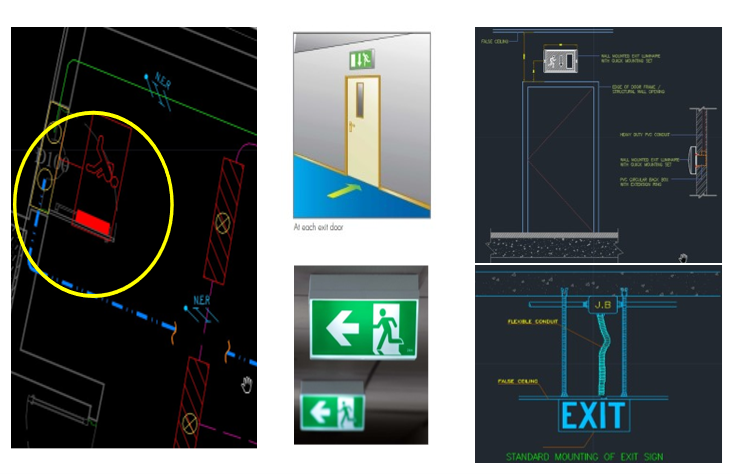 N.E.R
D100
N.E.R
At each exit door
FALSE CEILING
WALL MOUNTED EXIT LUMINAIRE
WITH QUICK MOUNTING SET
EDGE OF DOOR FRAME /
STRUCTURAL WALL OPENING
HEAVY DUTY PVC CONDUIT
WALL MOUNTED EXIT LUMINAIRE
WITH QUICK MOUNTING SET
PVC CIRCULAR BACK BOX
WITH EXTENSION RING
J.B
FLEXIBLE CONDUIT
FALSE CEILING
EXIT
STANDARD MOUNTING OF EXIT SIGN